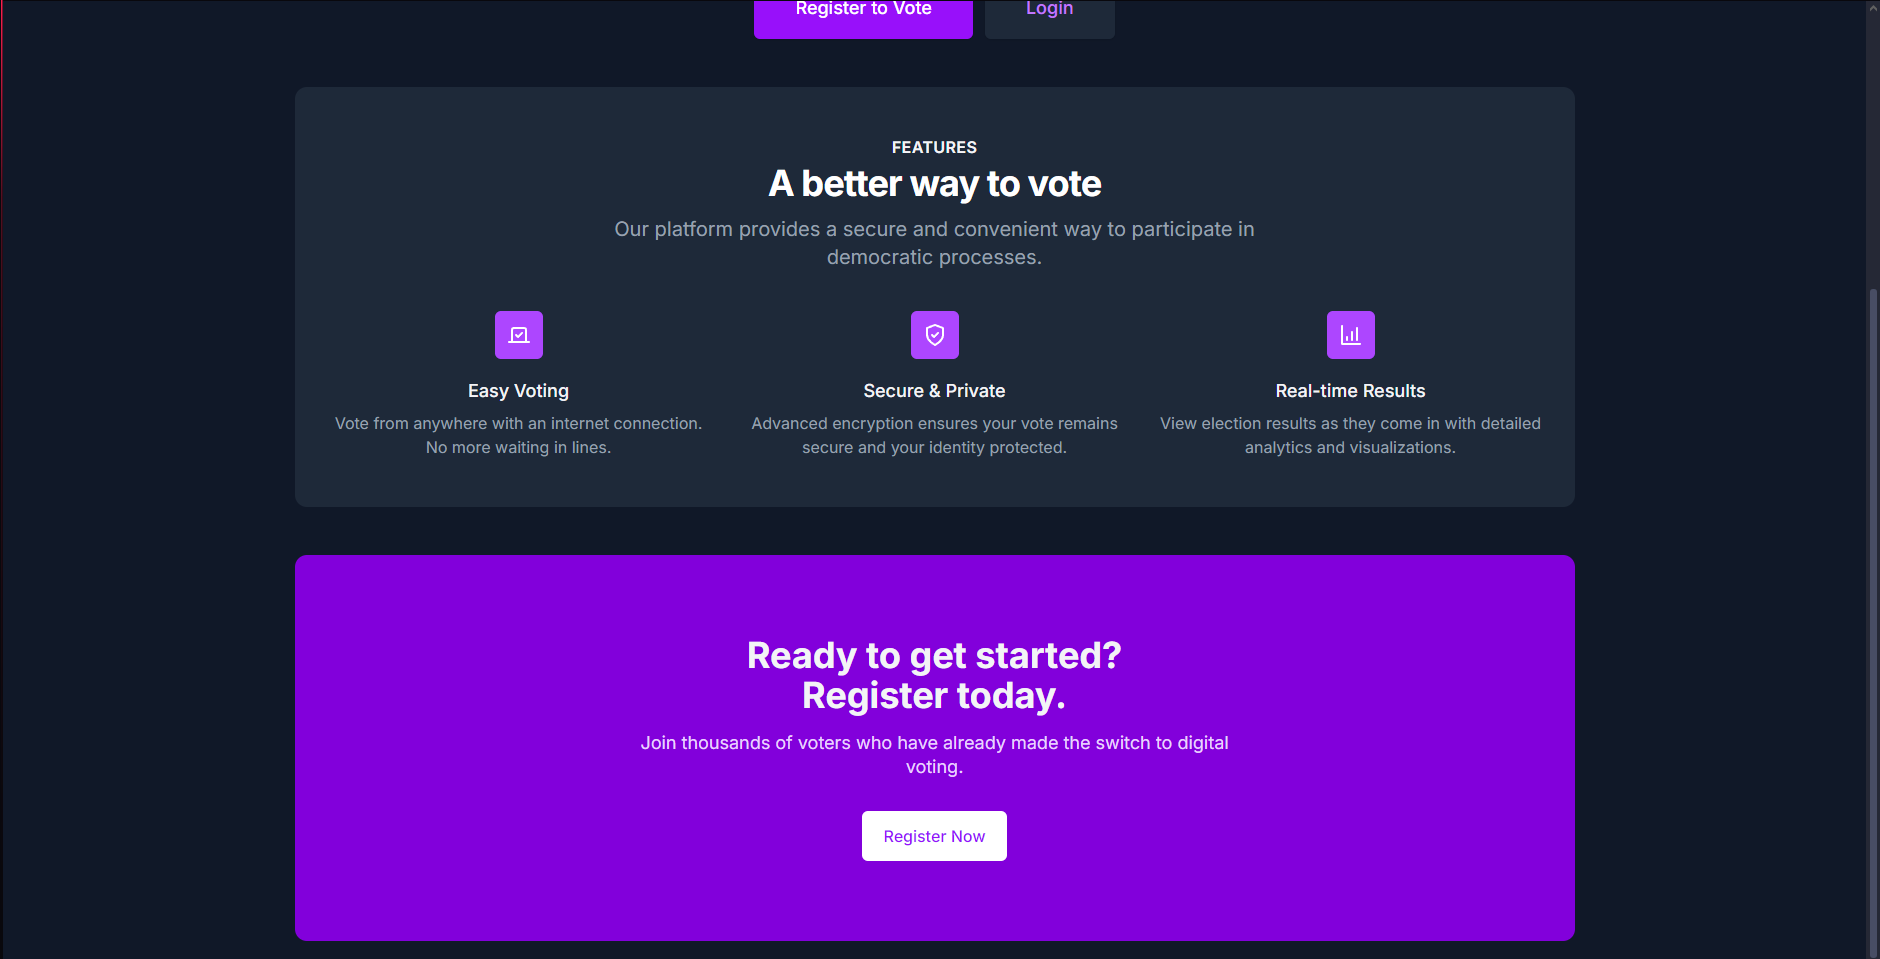 Register to Vote
Login
FEATURES
A better way to vote
Our platform provides a secure and convenient way to participate in
democratic processes.
Easy Voting
Vote from anywhere with an internet connection.
No more waiting in lines.
Secure & Private
Advanced encryption ensures your vote remains
secure and your identity protected.
Real-time Results
View election results as they come in with detailed
analytics and visualizations.
Ready to get started?
Register today.
Join thousands of voters who have already made the switch to digital
voting.
Register Now